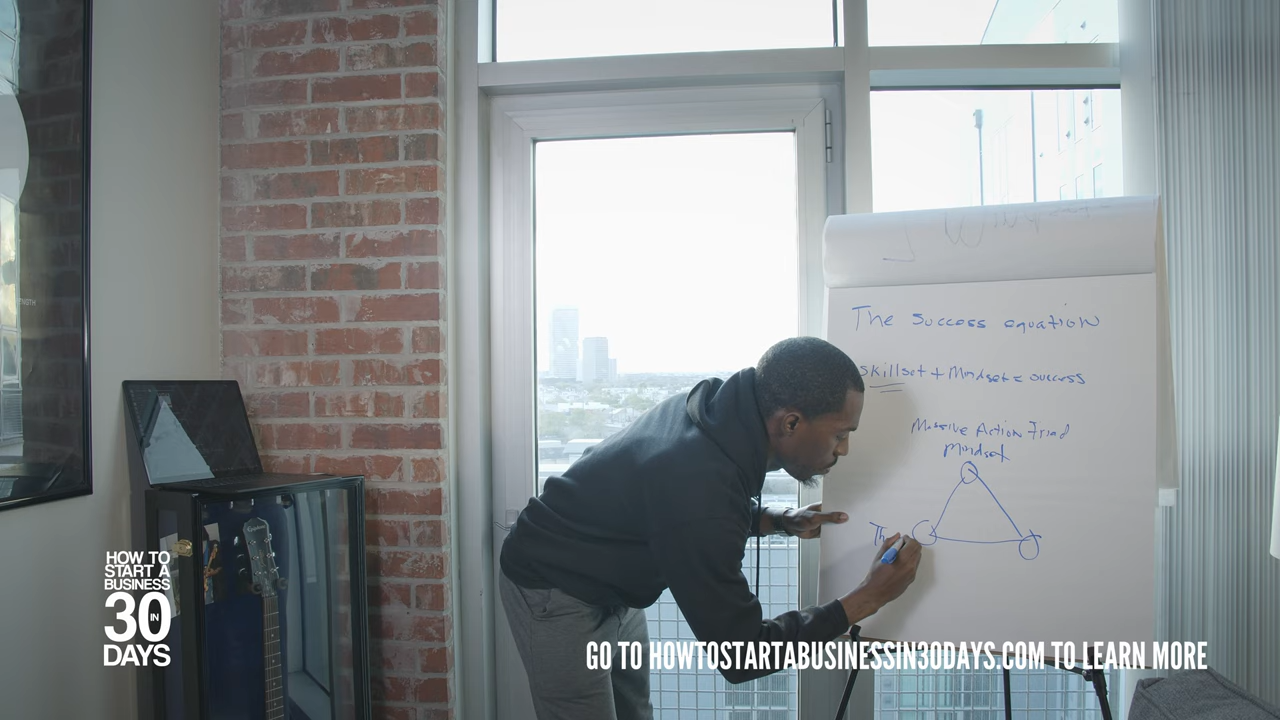 The success equation
skillset + Mindset = success
Massive Action Triad
Mindset
Th
HOW TO
START A
BUSINESS
30 IN
DAYS
GO TO HOWTOSTARTABUSINESSIN30DAYS.COM TO LEARN MORE